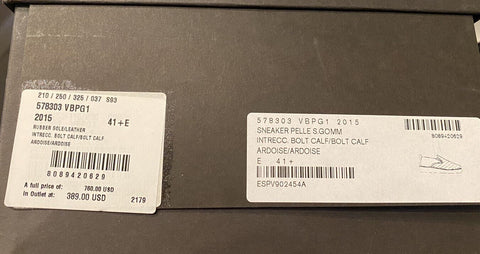 210 / 250 / 325 / 037 S93
578303 VBPG1
2015
41+E
RUBBER SOLE/LEATHER
INTRECC. BOLT CALF/BOLT CALF
ARDOISE/ARDOISE
8089420629
A full price of: 760.00 USD
In Outlet at: 389.00 USD
2179
578303 VBPG1 2015
SNEAKER PELLE S.GOMM
INTRECC. BOLT CALF/BOLT CALF
ARDOISE/ARDOISE
E 41+
ESPV902454A
8089420629